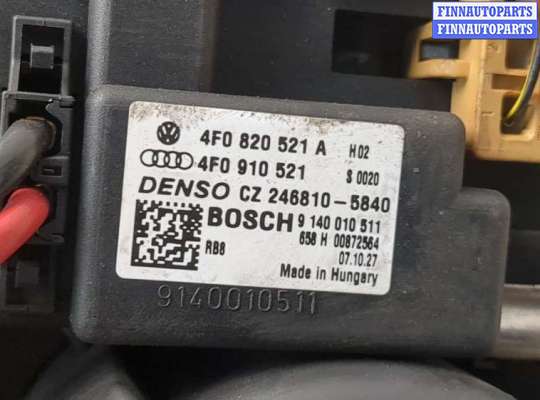 FINNAUTOPARTS
FINNAUTOPARTS
4F0 820 521 A H02
4F0 910 521 S 0020
DENSO CZ 246810-5840
BOSCH 9 140 010 511
658 H 00872564
RB8 07.10.27
Made in Hungary
9140010511